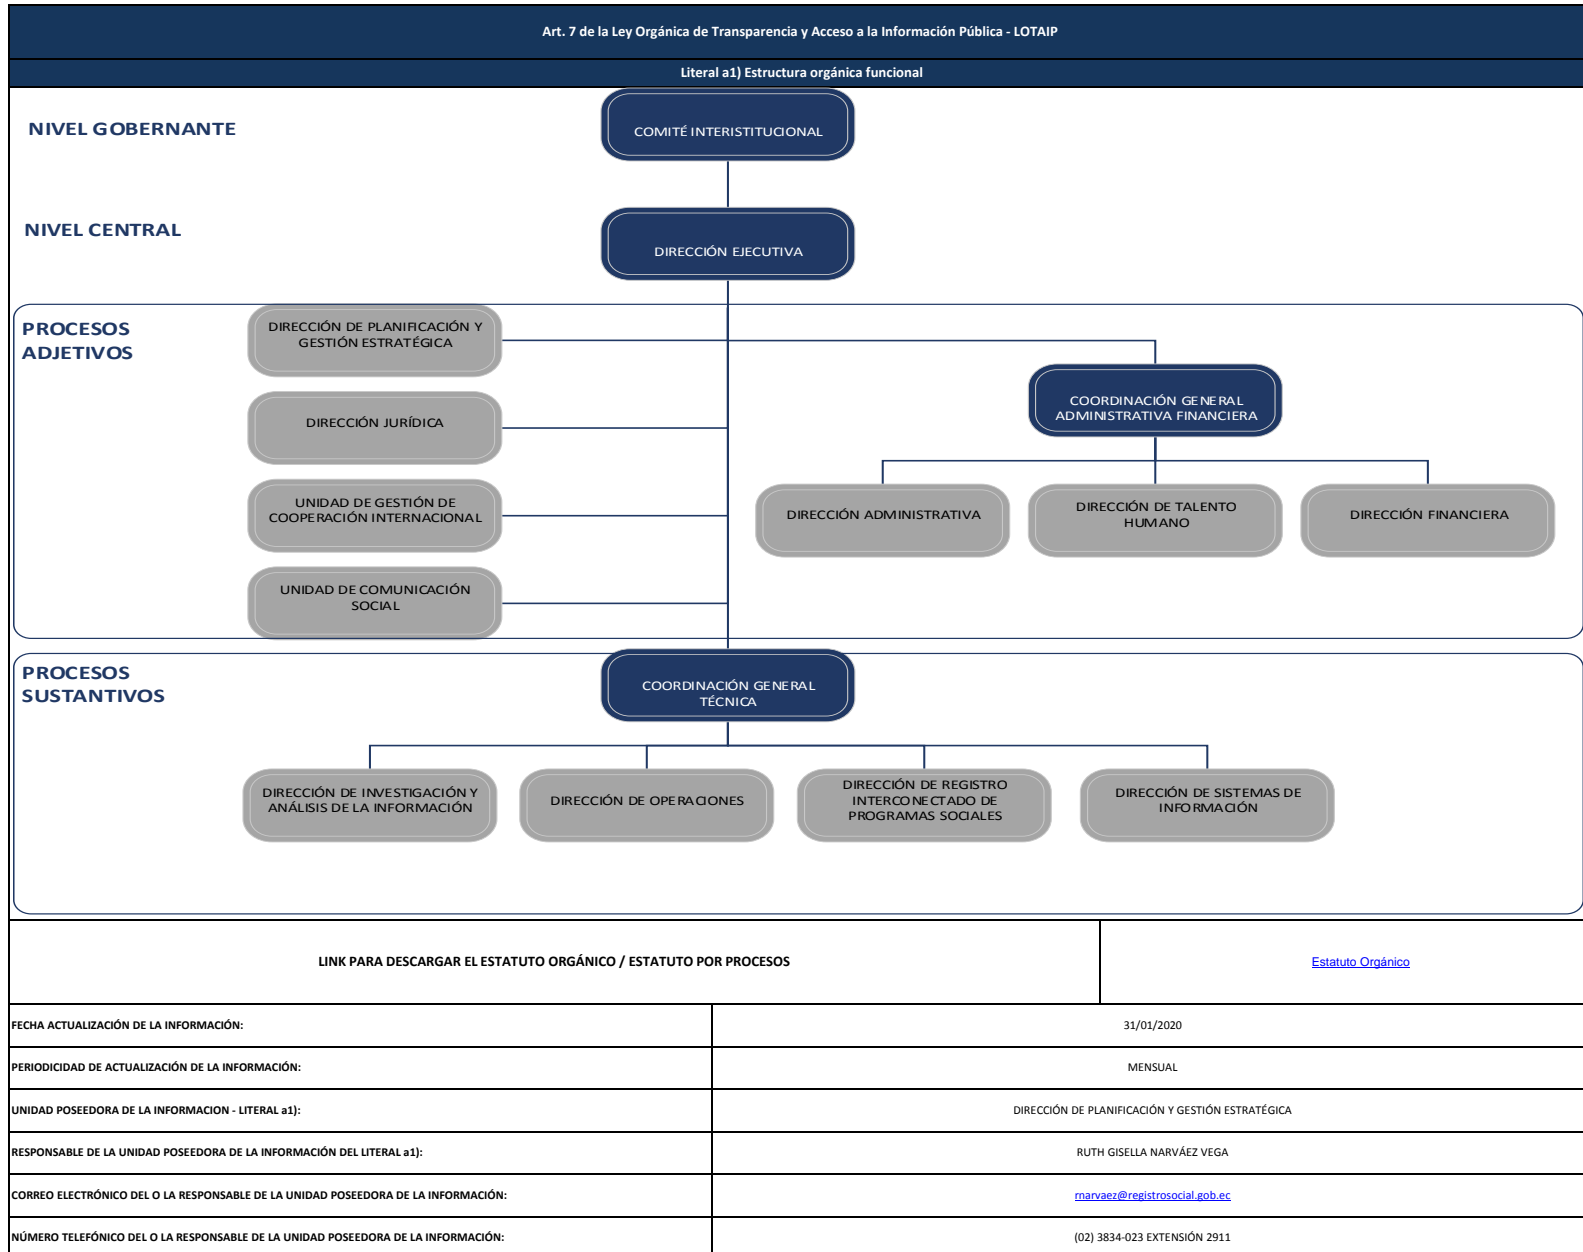 Art. 7 de la Ley Orgánica de Transparencia y Acceso a la Información Pública - LOTAIP
Literal a1) Estructura orgánica funcional
NIVEL GOBERNANTE
COMITÉ INTERISTITUCIONAL
NIVEL CENTRAL
DIRECCIÓN EJECUTIVA
PROCESOS
ADJETIVOS
DIRECCIÓN DE PLANIFICACIÓN Y
GESTIÓN ESTRATÉGICA
DIRECCIÓN JURÍDICA
UNIDAD DE GESTIÓN DE
COOPERACIÓN INTERNACIONAL
UNIDAD DE COMUNICACIÓN
SOCIAL
COORDINACIÓN GENERAL
ADMINISTRATIVA FINANCIERA
DIRECCIÓN ADMINISTRATIVA
DIRECCIÓN DE TALENTO
HUMANO
DIRECCIÓN FINANCIERA
PROCESOS
SUSTANTIVOS
COORDINACIÓN GENERAL
TÉCNICA
DIRECCIÓN DE INVESTIGACIÓN Y
ANÁLISIS DE LA INFORMACIÓN
DIRECCIÓN DE OPERACIONES
DIRECCIÓN DE REGISTRO
INTERCONECTADO DE
PROGRAMAS SOCIALES
DIRECCIÓN DE SISTEMAS DE
INFORMACIÓN
LINK PARA DESCARGAR EL ESTATUTO ORGÁNICO / ESTATUTO POR PROCESOS
Estatuto Orgánico
FECHA ACTUALIZACIÓN DE LA INFORMACIÓN:
31/01/2020
PERIODICIDAD DE ACTUALIZACIÓN DE LA INFORMACIÓN:
MENSUAL
UNIDAD POSEEDORA DE LA INFORMACION - LITERAL a1):
DIRECCIÓN DE PLANIFICACIÓN Y GESTIÓN ESTRATÉGICA
RESPONSABLE DE LA UNIDAD POSEEDORA DE LA INFORMACIÓN DEL LITERAL a1):
RUTH GISELLA NARVÁEZ VEGA
CORREO ELECTRÓNICO DEL O LA RESPONSABLE DE LA UNIDAD POSEEDORA DE LA INFORMACIÓN:
rnarvaez@registrosocial.gob.ec
NÚMERO TELEFÓNICO DEL O LA RESPONSABLE DE LA UNIDAD POSEEDORA DE LA INFORMACIÓN:
(02) 3834-023 EXTENSIÓN 2911